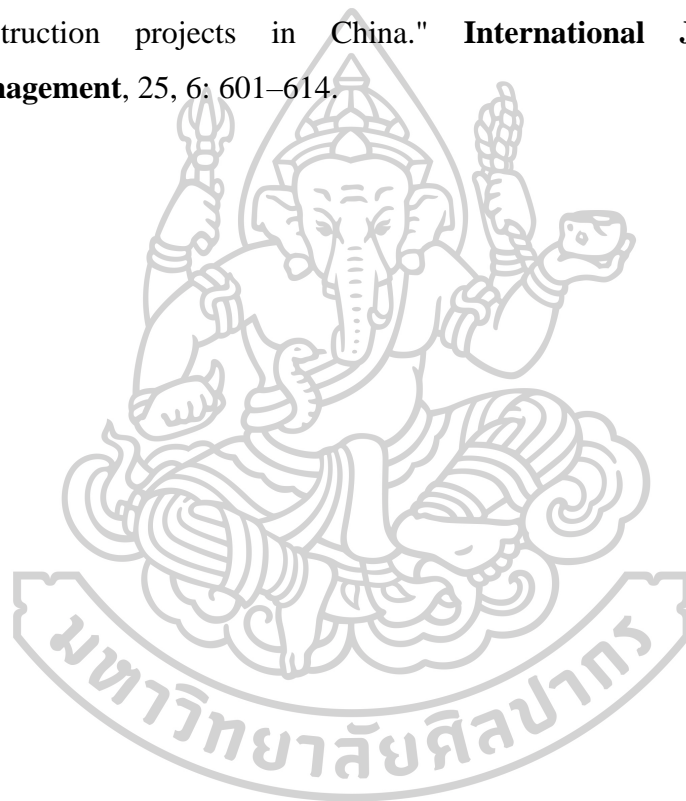 struction projects in China." International J
nagement, 25, 6: 601–614.
มหาวิทยาลัยศิลปากร